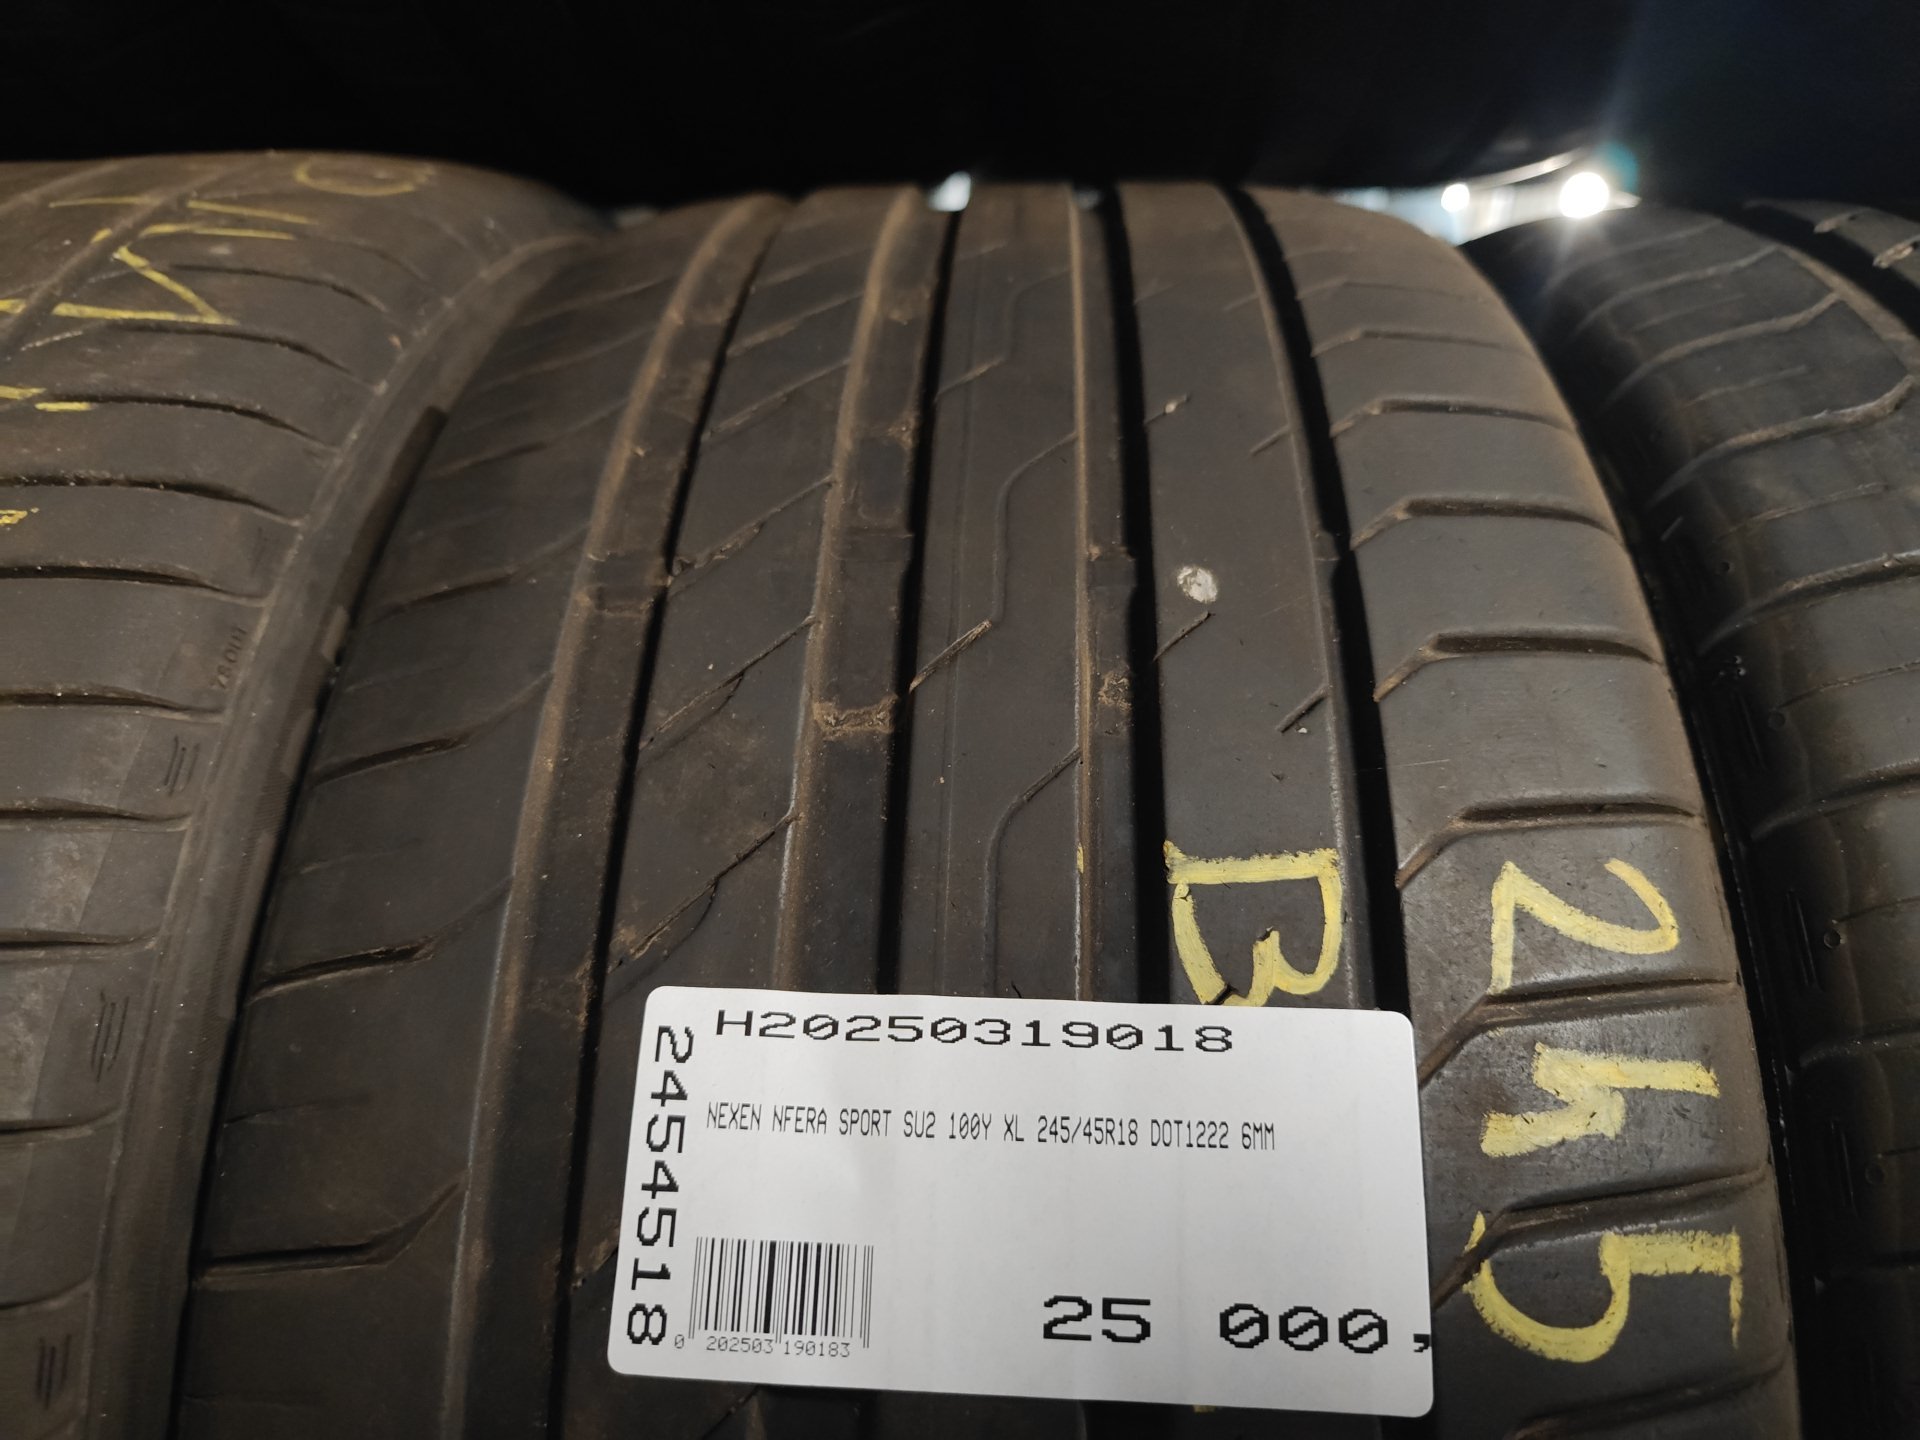 H20250319018
NEXEN NFERA SPORT SU2 100Y XL 245/45R18 DOT1222 6MM
2454518
0 202503 190183
25 000,
B
245